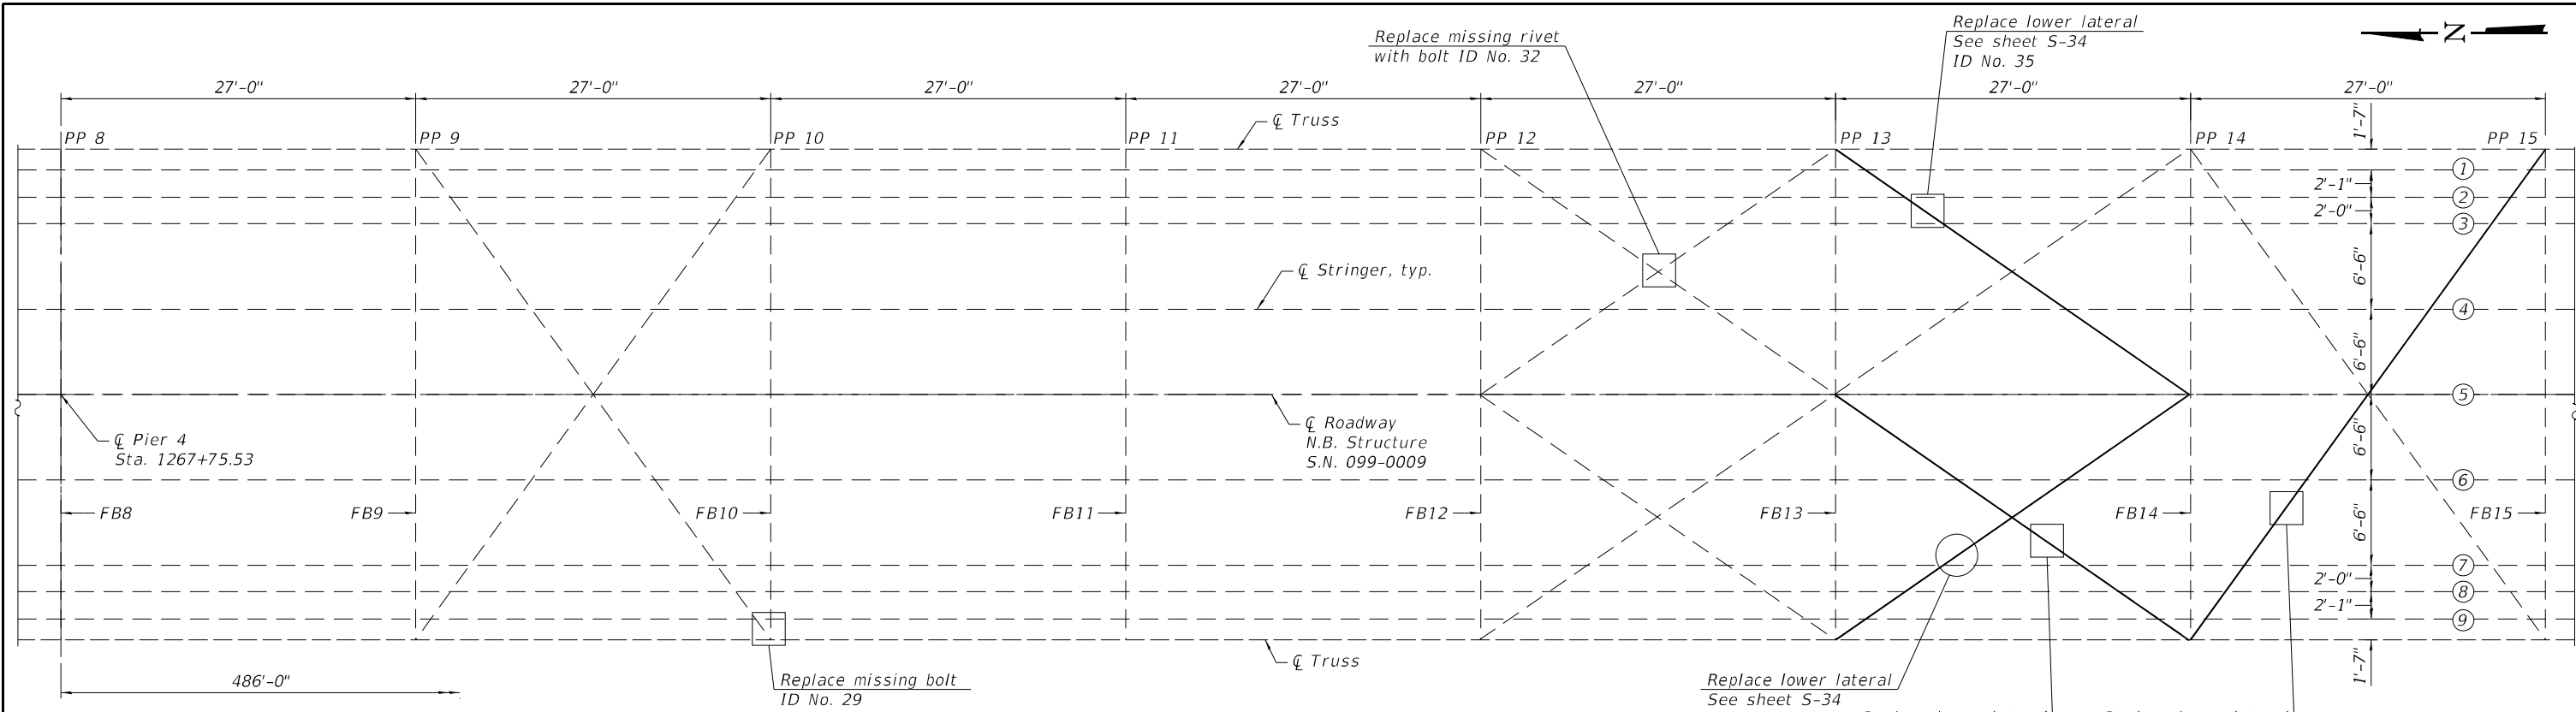 Replace missing rivet
with bolt ID No. 32
Replace lower lateral
See sheet S-34
ID No. 35
N
27'-0" 27'-0" 27'-0" 27'-0" 27'-0" 27'-0" 27'-0"
PP 8 PP 9 PP 10 PP 11 PP 12 PP 13 PP 14 PP 15
℄ Truss
1'-7"
1
2'-1"
2
2'-0"
3
6'-6"
℄ Stringer, typ.
4
6'-6"
5
℄ Pier 4
Sta. 1267+75.53
℄ Roadway
N.B. Structure
S.N. 099-0009
6'-6"
6
FB8 FB9 FB10 FB11 FB12 FB13 FB14 FB15
6'-6"
7
2'-0"
8
2'-1"
9
℄ Truss
1'-7"
486'-0"
Replace missing bolt
ID No. 29
Replace lower lateral
See sheet S-34